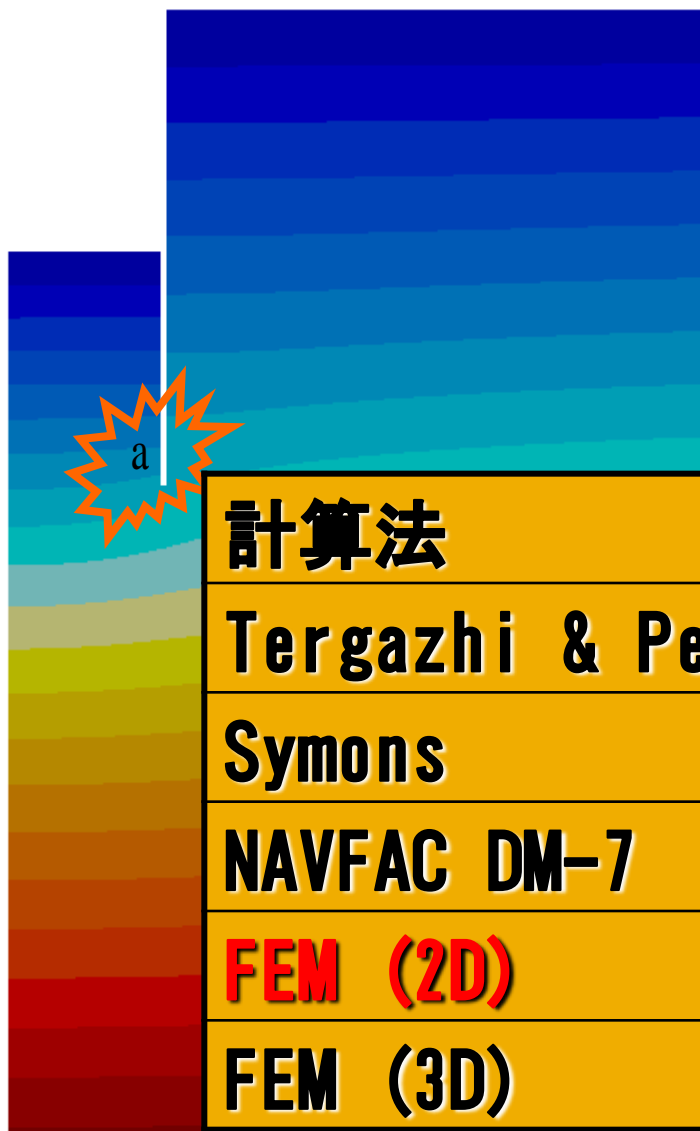 a
計算法
Tergazhi & Pe
Symons
NAVFAC DM-7
FEM (2D)
FEM (3D)